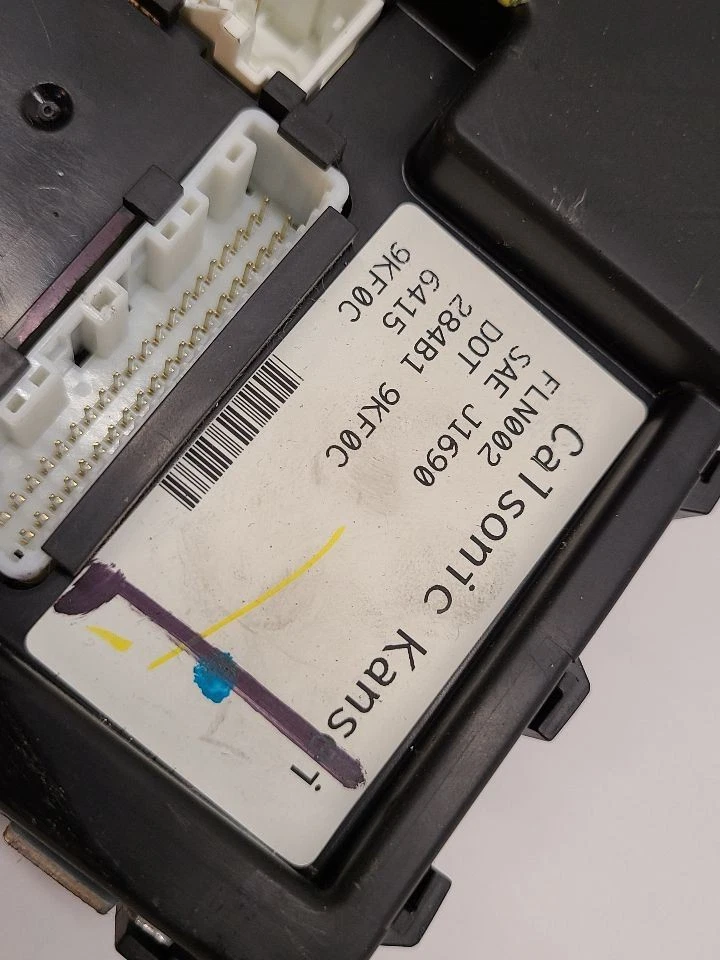 Calsonic Kansei
FLN002
SAE J1690
DOT
284B1 9KF0C
6415
9KF0C